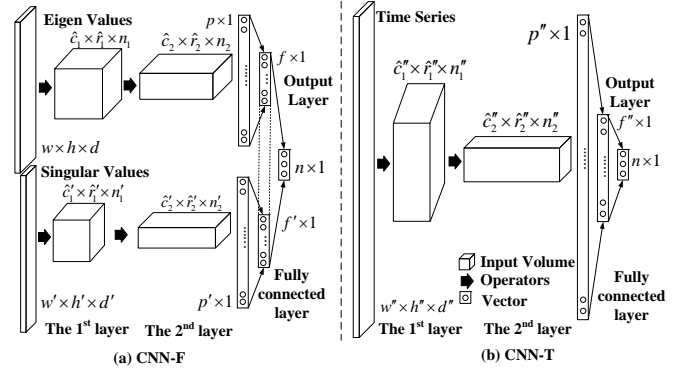 Eigen Values
ĉ₁×r̂₁×n₁
ĉ₂×r̂₂×n₂
p×1
f×1
Output
Layer
w×h×d
n×1
Singular Values
ĉ′₁×r̂′₁×n′₁
ĉ′₂×r̂′₂×n′₂
f′×1
Fully
connected
layer
w′×h′×d′
p′×1
The 1st layer
The 2nd layer
(a) CNN-F
Time Series
p″×1
ĉ″₁×r̂″₁×n″₁
ĉ″₂×r̂″₂×n″₂
Output
Layer
f″×1
n×1
Input Volume
Operators
Vector
Fully
connected
layer
w″×h″×d″
The 1st layer
The 2nd layer
(b) CNN-T